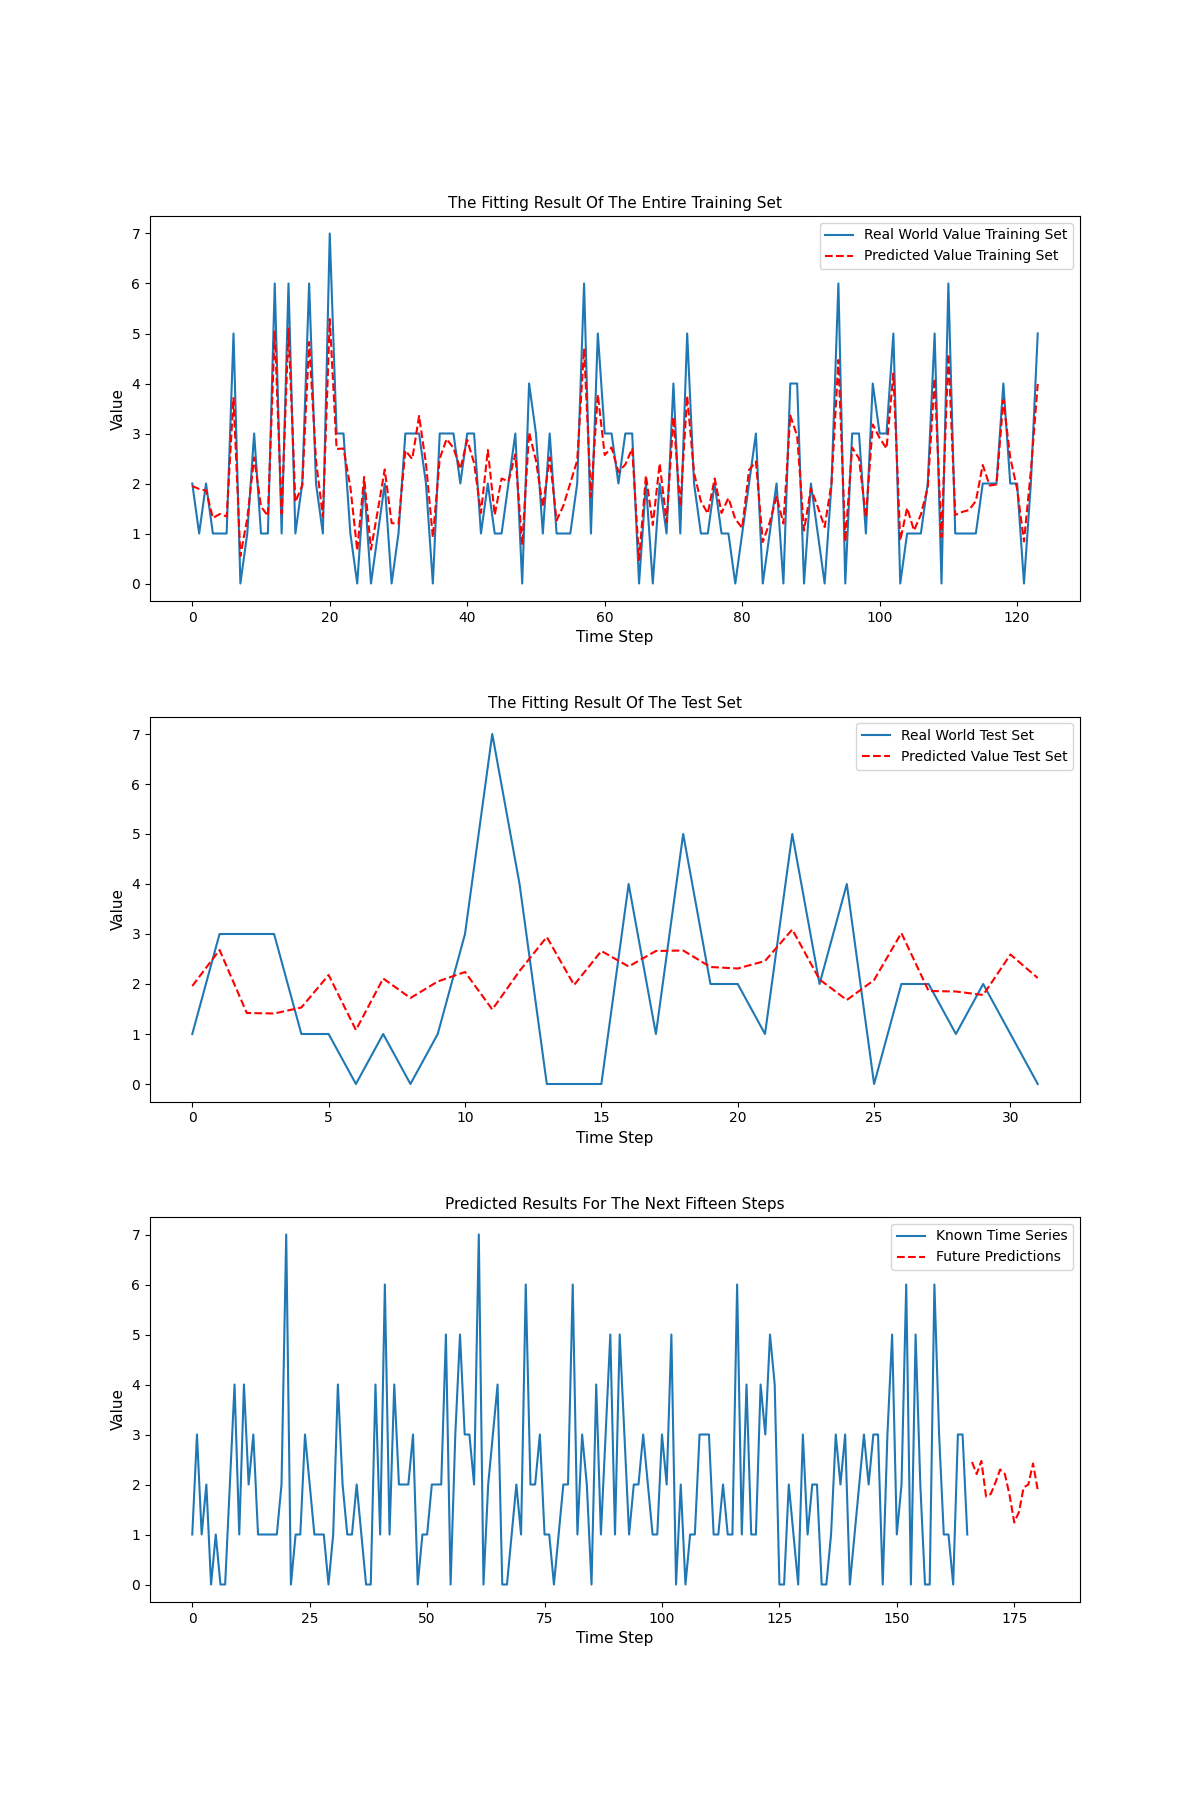 The Fitting Result Of The Entire Training Set
Real World Value Training Set
Predicted Value Training Set
Value
7
6
5
4
3
2
1
0
0 20 40 60 80 100 120
Time Step
The Fitting Result Of The Test Set
Real World Test Set
Predicted Value Test Set
Value
7
6
5
4
3
2
1
0
0 5 10 15 20 25 30
Time Step
Predicted Results For The Next Fifteen Steps
Known Time Series
Future Predictions
Value
7
6
5
4
3
2
1
0
0 25 50 75 100 125 150 175
Time Step